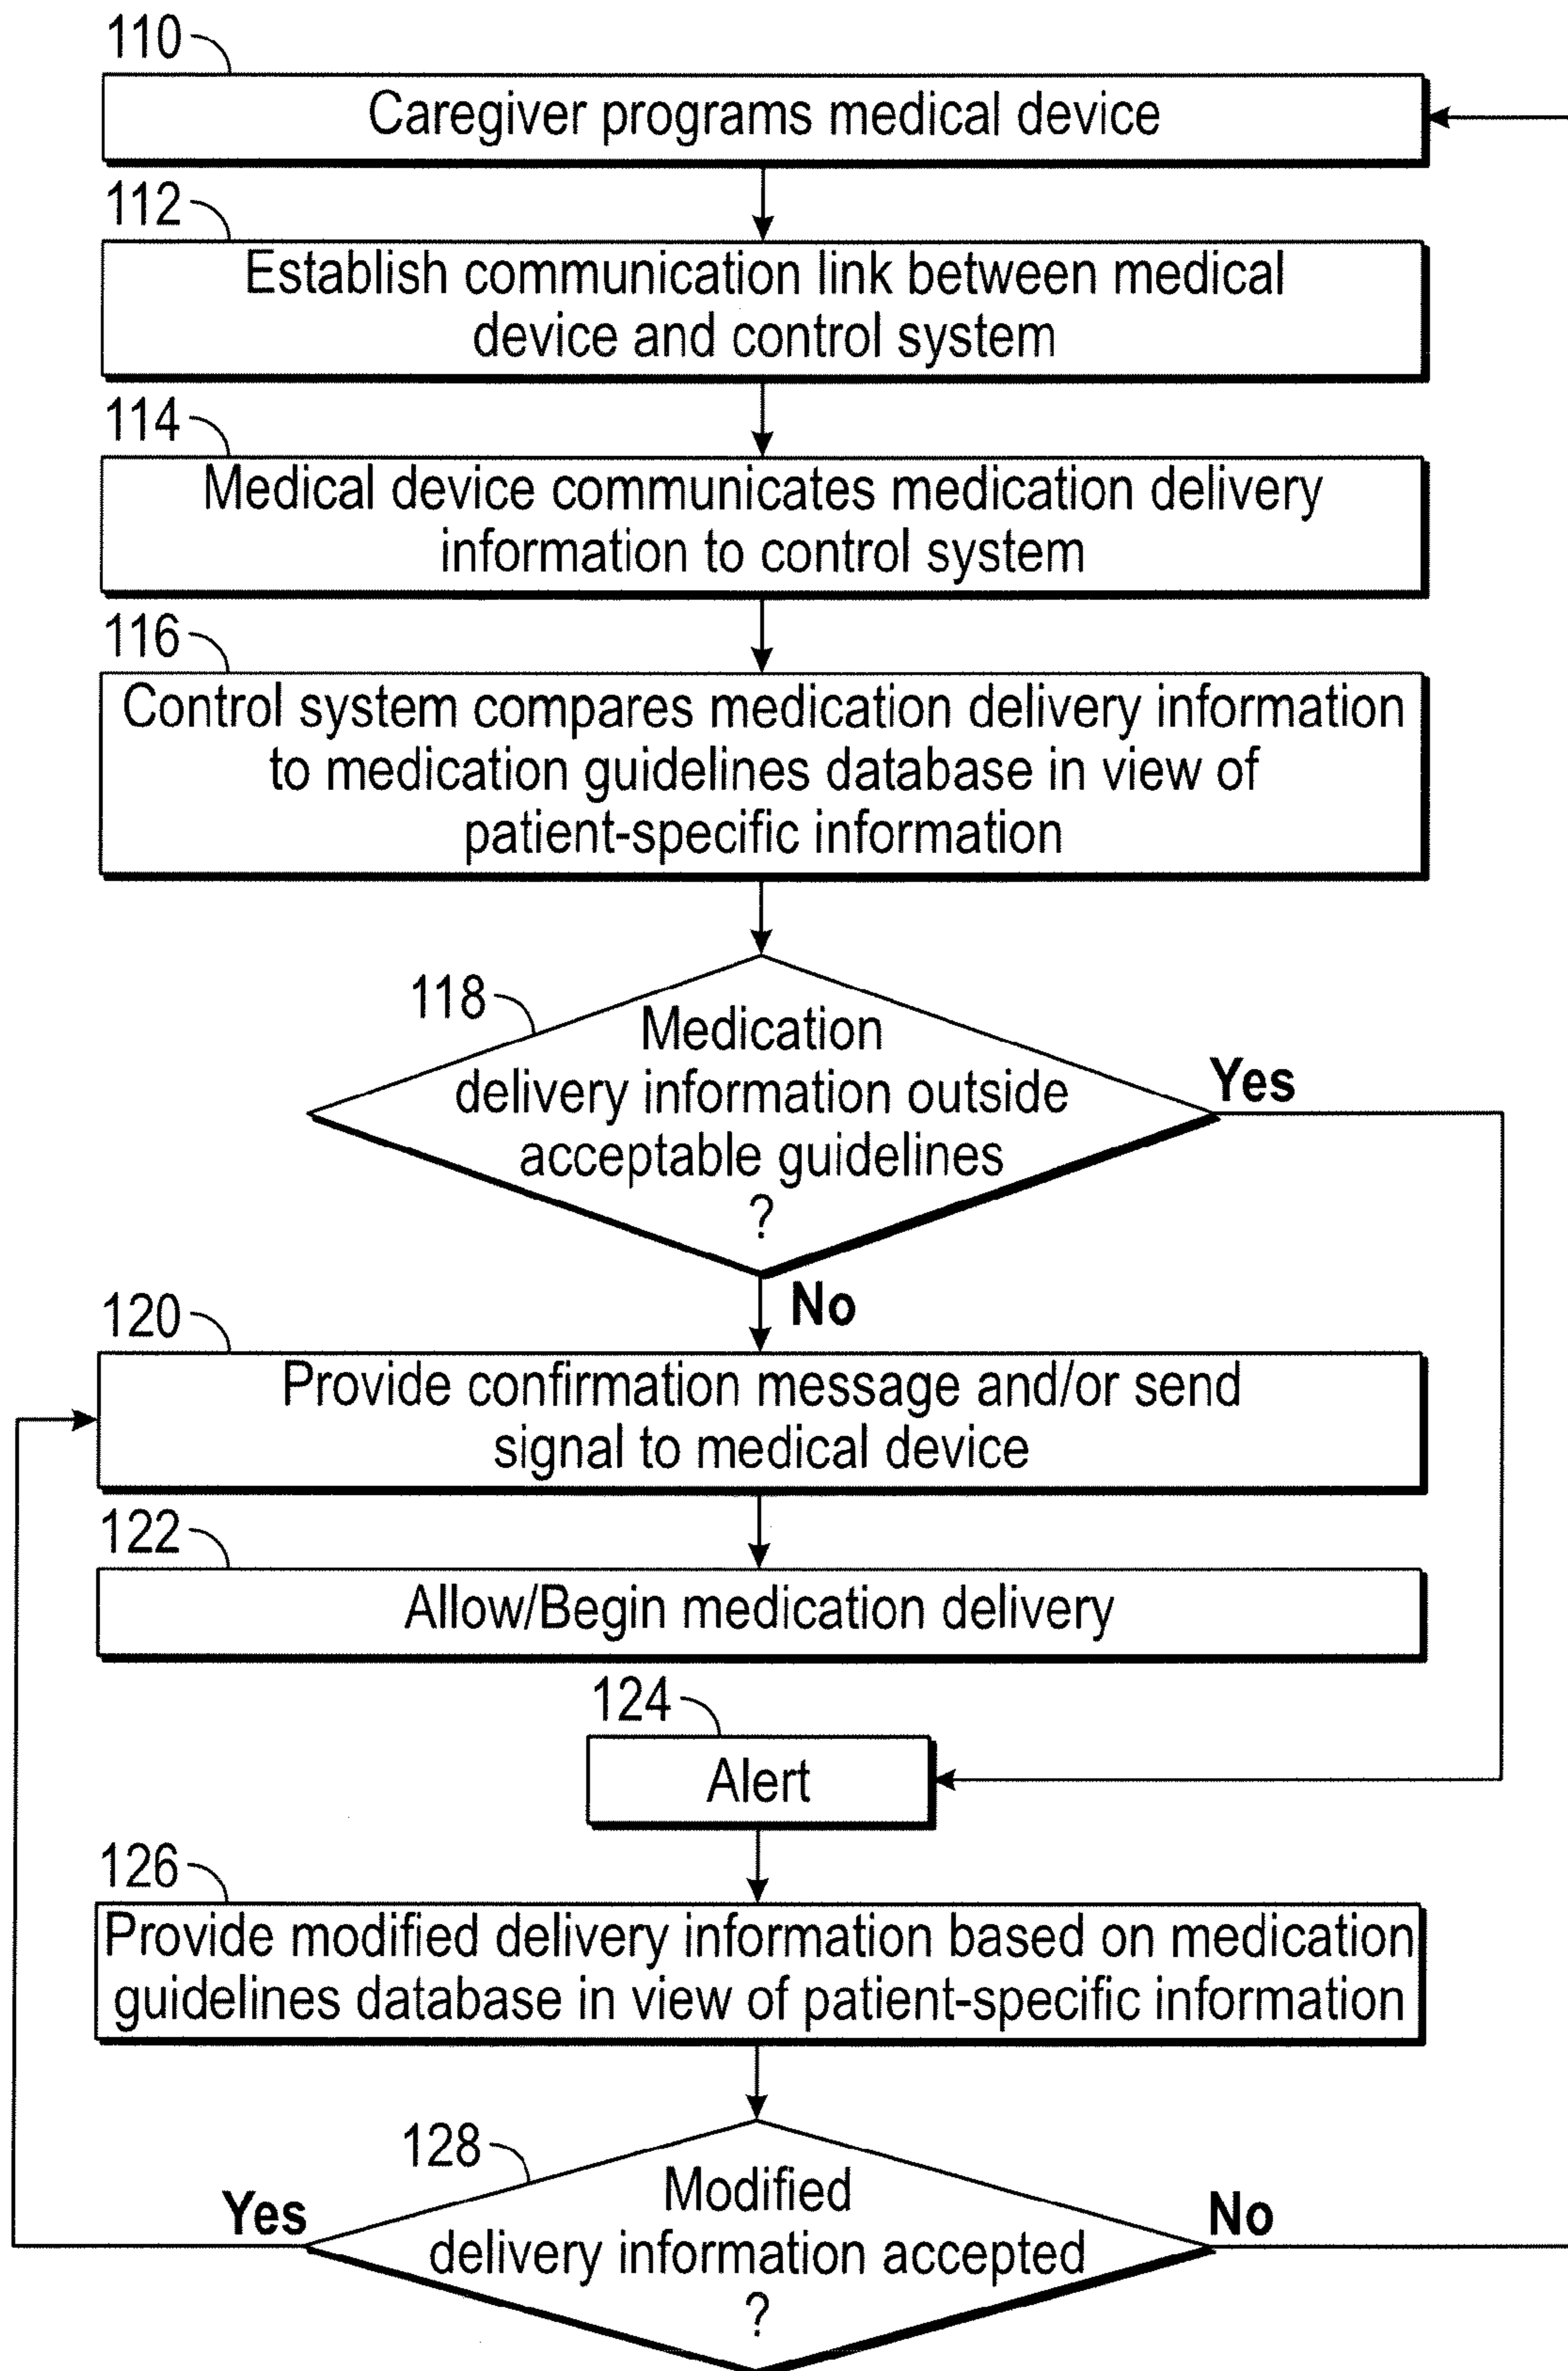 110
Caregiver programs medical device
112
Establish communication link between medical
device and control system
114
Medical device communicates medication delivery
information to control system
116
Control system compares medication delivery information
to medication guidelines database in view of
patient-specific information
118
Medication
delivery information outside
acceptable guidelines
?
Yes
No
120
Provide confirmation message and/or send
signal to medical device
122
Allow/Begin medication delivery
124
Alert
126
Provide modified delivery information based on medication
guidelines database in view of patient-specific information
128
Modified
delivery information accepted
?
Yes
No